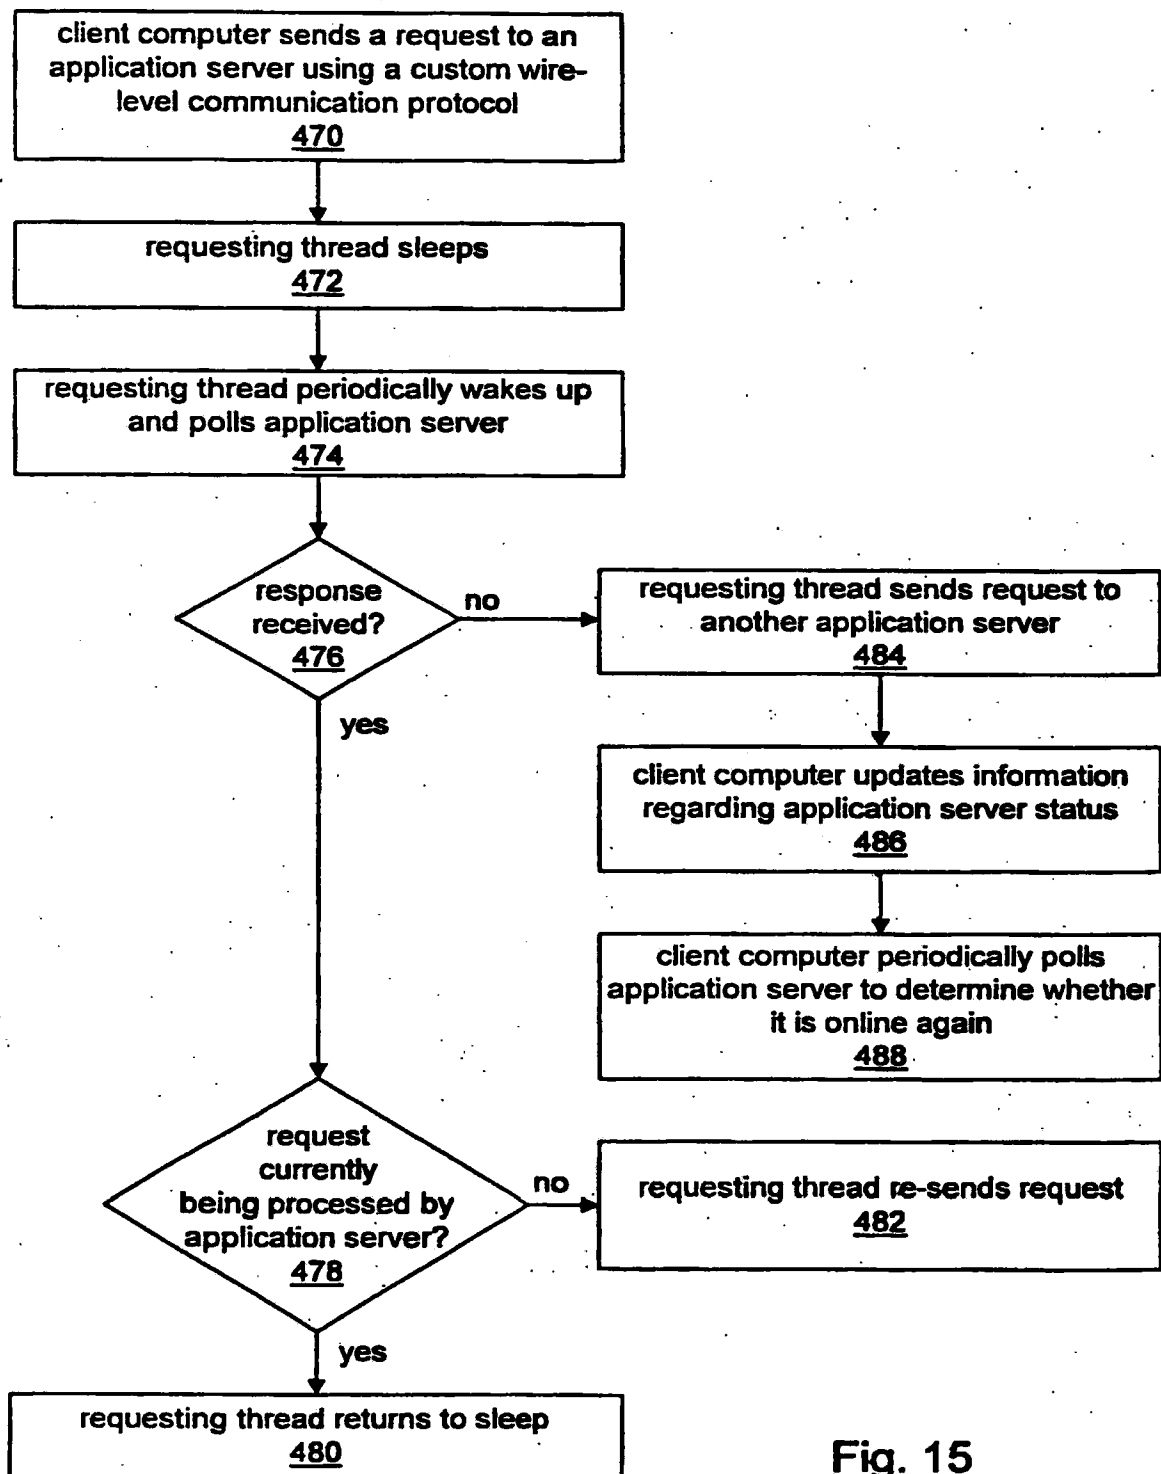 client computer sends a request to an
application server using a custom wire-
level communication protocol
470
requesting thread sleeps
472
requesting thread periodically wakes up
and polls application server
474
response
received?
476
no
yes
requesting thread sends request to
another application server
484
client computer updates information
regarding application server status
486
client computer periodically polls
application server to determine whether
it is online again
488
request
currently
being processed by
application server?
478
no
requesting thread re-sends request
482
yes
requesting thread returns to sleep
480
Fig. 15